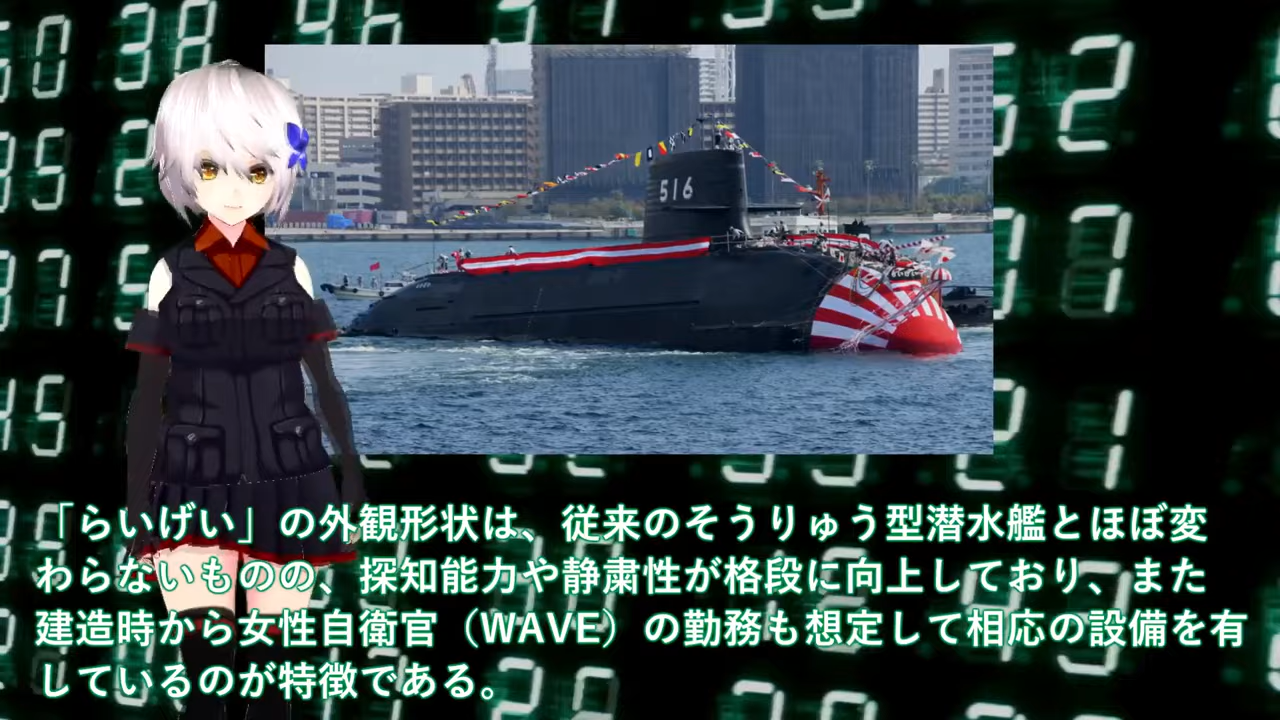 516
「らいげい」の外観形状は、従来のそうりゅう型潜水艦とほぼ変
わらないものの、探知能力や静粛性が格段に向上しており、また
建造時から女性自衛官（WAVE）の勤務も想定して相応の設備を有
しているのが特徴である。